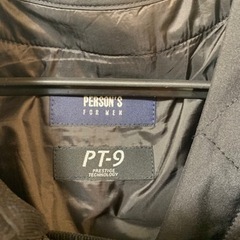 PERSON'S
FOR MEN
PT-9
PRESTIGE
TECHNOLOGY